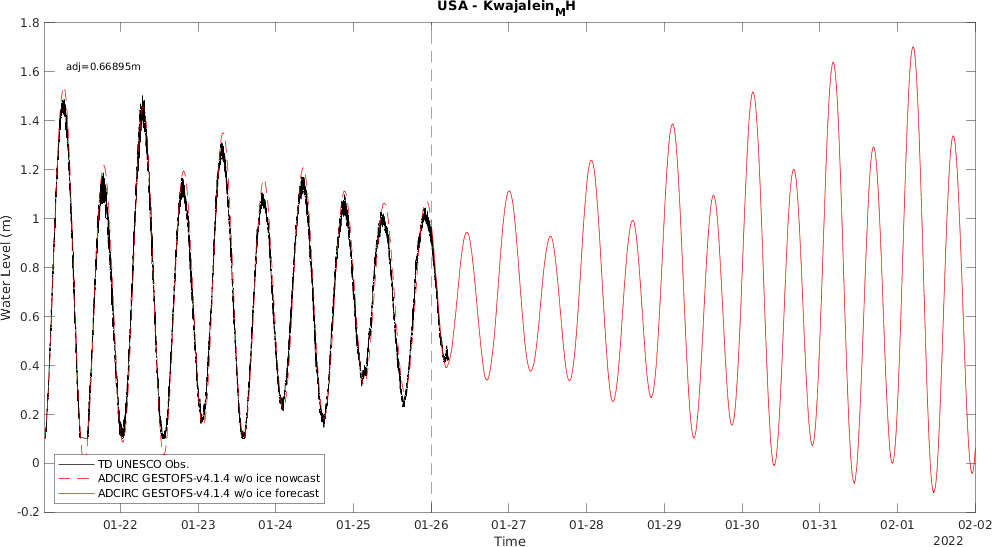 USA - Kwajalein_MH
1.8
1.6
1.4
1.2
1
0.8
0.6
0.4
0.2
0
-0.2
Water Level (m)
adj=0.66895m
TD UNESCO Obs.
ADCIRC GESTOFS-v4.1.4 w/o ice nowcast
ADCIRC GESTOFS-v4.1.4 w/o ice forecast
01-22 01-23 01-24 01-25 01-26 01-27 01-28 01-29 01-30 01-31 02-01 02-02
Time
2022